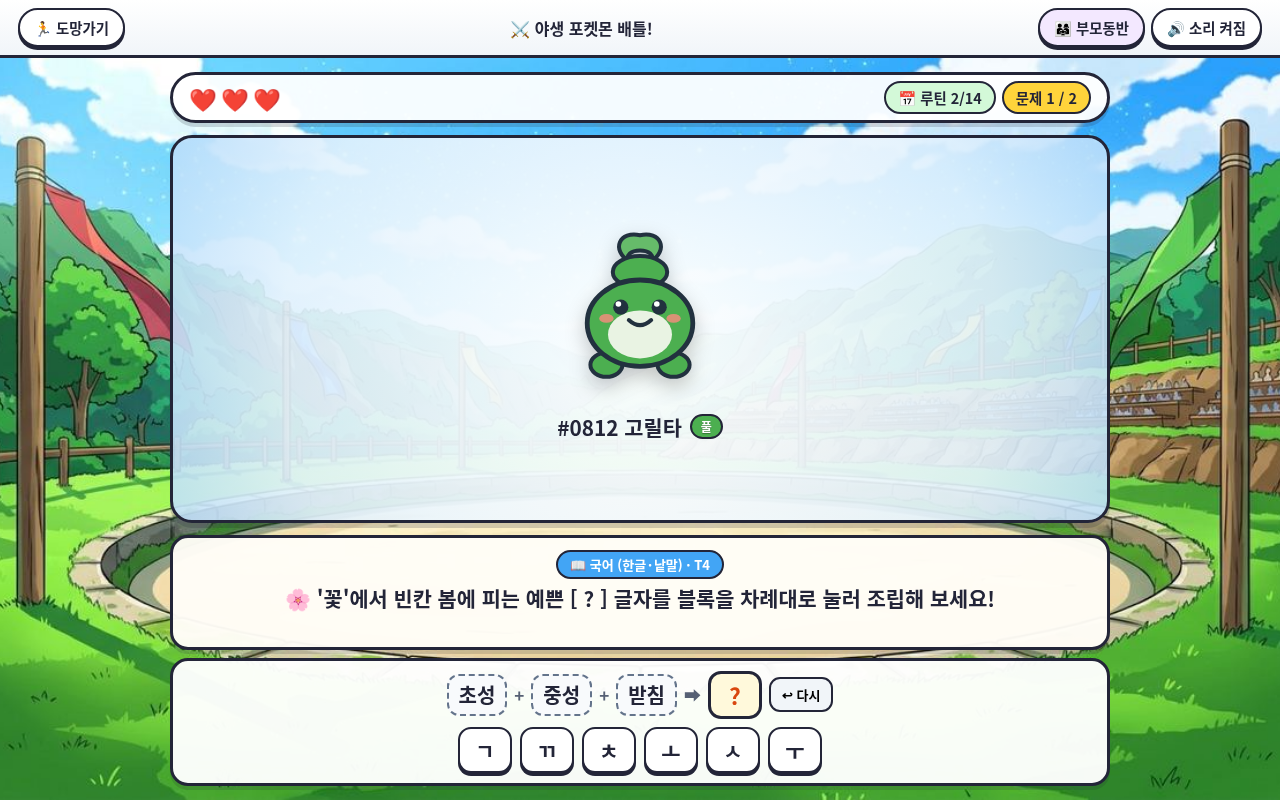 🏃 도망가기
⚔️ 야생 포켓몬 배틀!
👨‍👩‍👧 부모동반
🔊 소리 켜짐
❤️❤️❤️
📅 루틴 2/14
문제 1 / 2
#0812 고릴타 풀
📖 국어 (한글·낱말) · T4
🌸 '꽃'에서 빈칸 봄에 피는 예쁜 [ ? ] 글자를 블록을 차례대로 눌러 조립해 보세요!
초성 + 중성 + 받침 ➡ ? ↩ 다시
ㄱ ㄲ ㅊ ㅗ ㅅ ㅜ